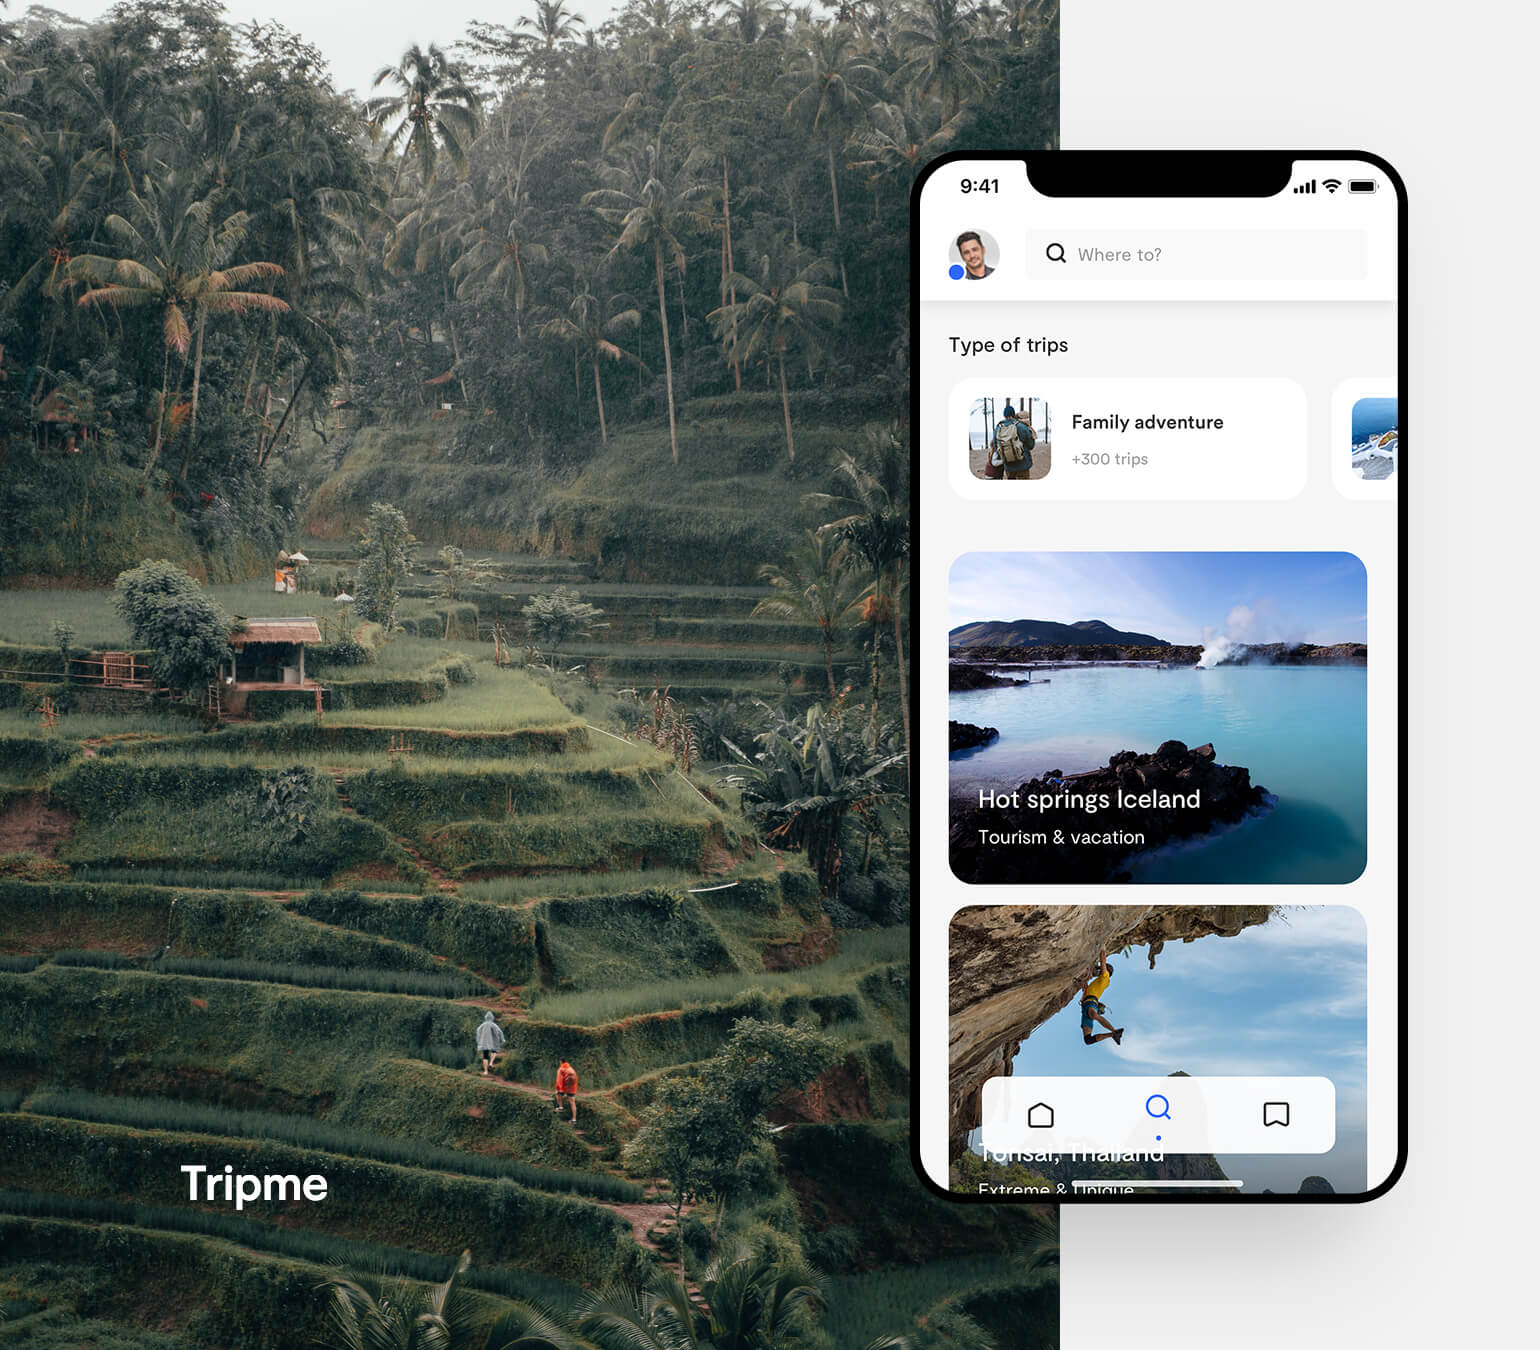 Tripme
9:41
Where to?
Type of trips
Family adventure
+300 trips
Hot springs Iceland
Tourism & vacation
Tonsai, Thailand
Extreme & Unique